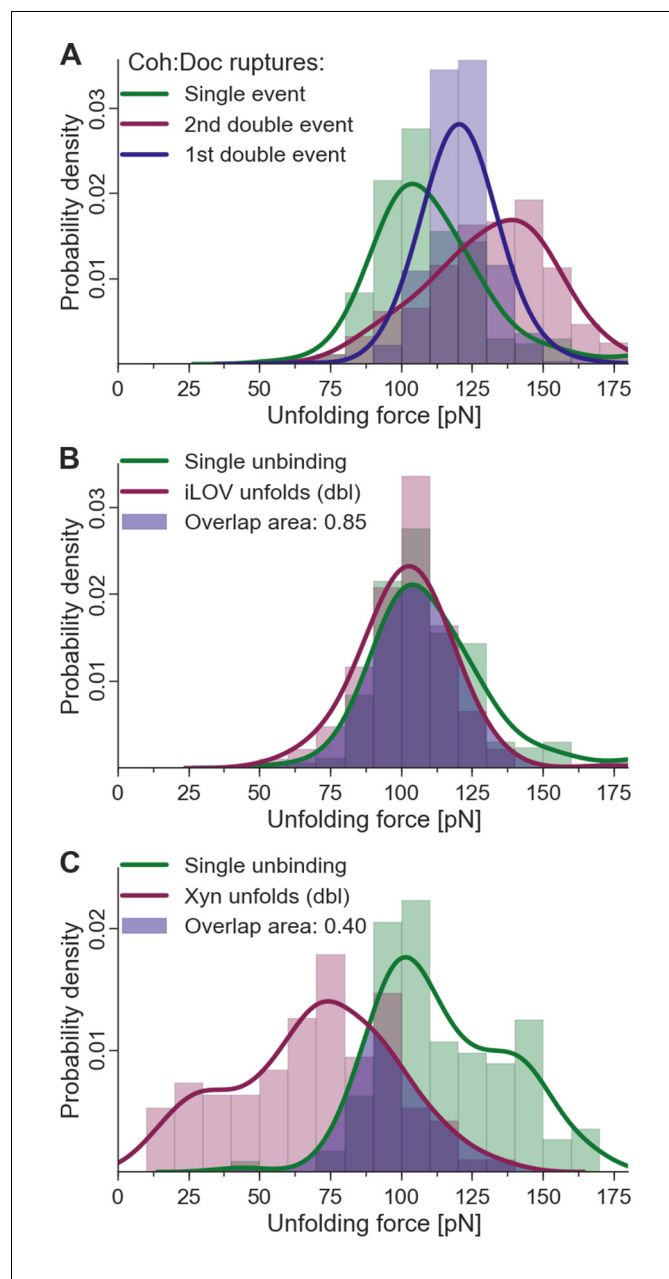 A
Coh:Doc ruptures:
Single event
2nd double event
1st double event
Probability density
0.03
0.02
0.01
0 25 50 75 100 125 150 175
Unfolding force [pN]
B
Single unbinding
iLOV unfolds (dbl)
Overlap area: 0.85
Probability density
0.03
0.02
0.01
0 25 50 75 100 125 150 175
Unfolding force [pN]
C
Single unbinding
Xyn unfolds (dbl)
Overlap area: 0.40
Probability density
0.02
0.01
0 25 50 75 100 125 150 175
Unfolding force [pN]